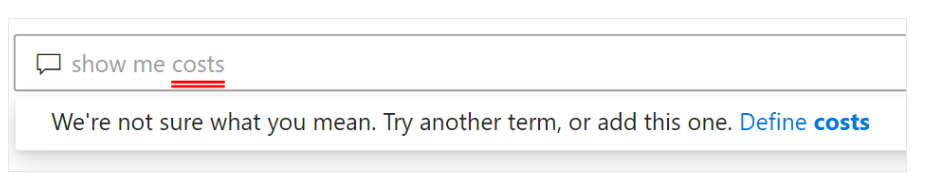 show me costs
We're not sure what you mean. Try another term, or add this one. Define costs